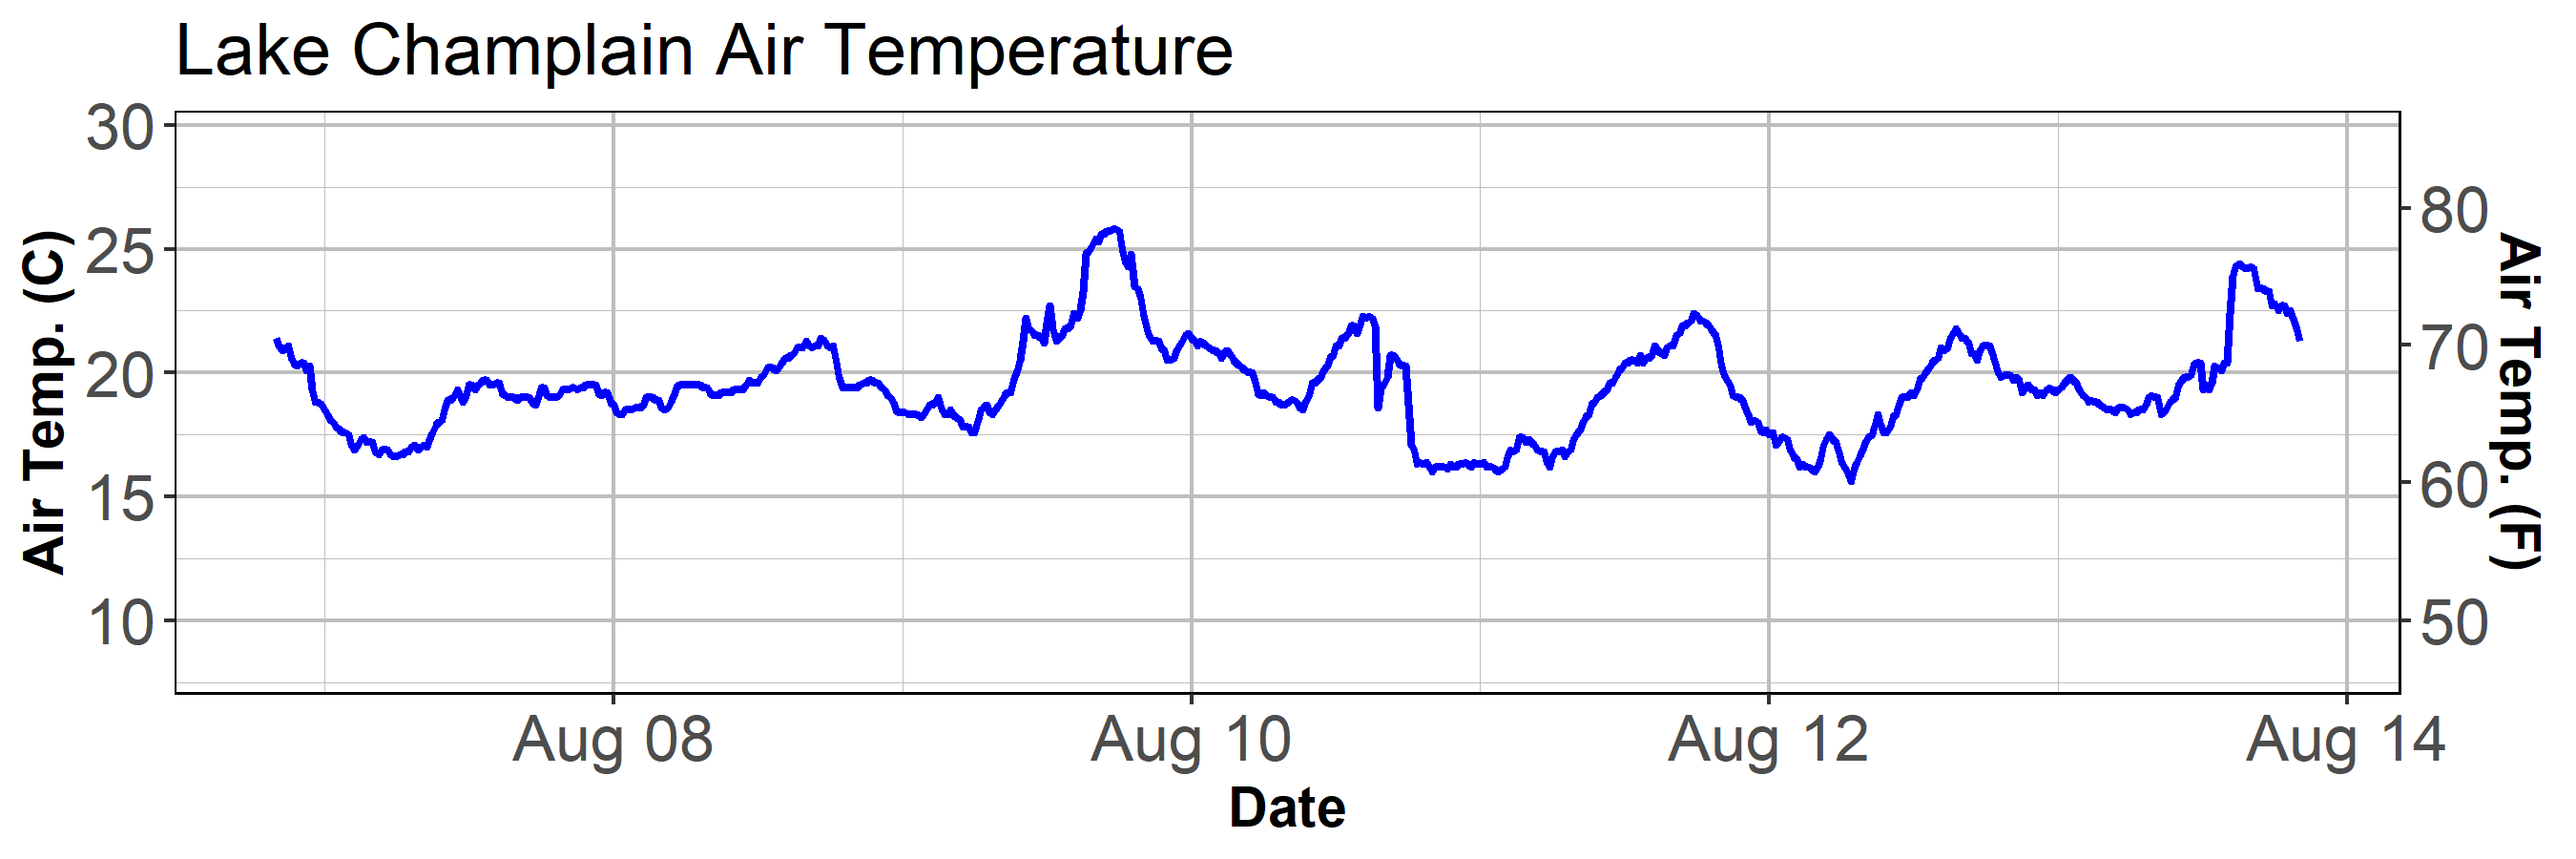 Lake Champlain Air Temperature
30
25
20
15
10
Air Temp. (C)
80
70
60
50
Air Temp. (F)
Aug 08 Aug 10 Aug 12 Aug 14
Date